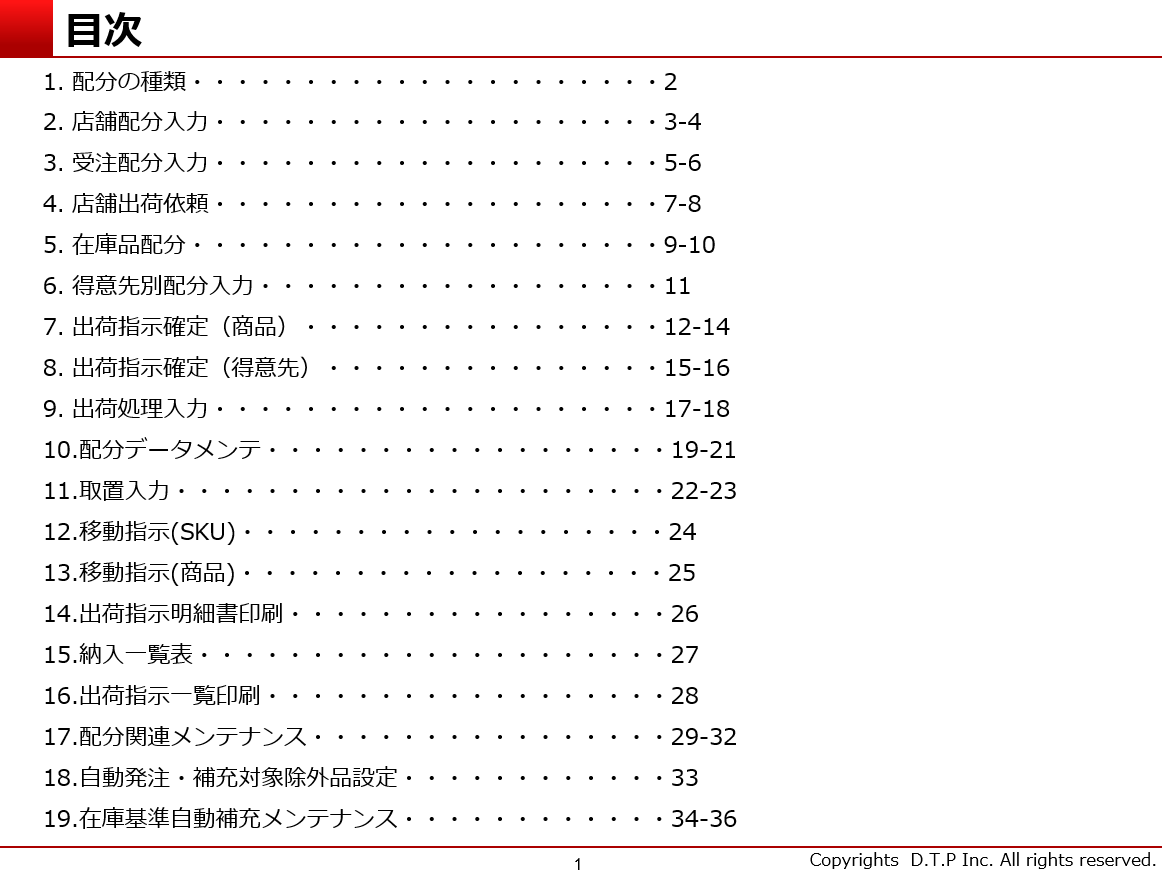 目次
1. 配分の種類・・・・・・・・・・・・・・・・・・・・・2
2. 店舗配分入力・・・・・・・・・・・・・・・・・・・・3-4
3. 受注配分入力・・・・・・・・・・・・・・・・・・・・5-6
4. 店舗出荷依頼・・・・・・・・・・・・・・・・・・・・7-8
5. 在庫品配分・・・・・・・・・・・・・・・・・・・・・9-10
6. 得意先別配分入力・・・・・・・・・・・・・・・・・・11
7. 出荷指示確定（商品）・・・・・・・・・・・・・・・・12-14
8. 出荷指示確定（得意先）・・・・・・・・・・・・・・・15-16
9. 出荷処理入力・・・・・・・・・・・・・・・・・・・・17-18
10.配分データメンテ・・・・・・・・・・・・・・・・・・19-21
11.取置入力・・・・・・・・・・・・・・・・・・・・・・22-23
12.移動指示(SKU)・・・・・・・・・・・・・・・・・・・24
13.移動指示(商品)・・・・・・・・・・・・・・・・・・・25
14.出荷指示明細書印刷・・・・・・・・・・・・・・・・・26
15.納入一覧表・・・・・・・・・・・・・・・・・・・・・27
16.出荷指示一覧印刷・・・・・・・・・・・・・・・・・・28
17.配分関連メンテナンス・・・・・・・・・・・・・・・・29-32
18.自動発注・補充対象除外品設定・・・・・・・・・・・・33
19.在庫基準自動補充メンテナンス・・・・・・・・・・・・34-36
1
Copyrights D.T.P Inc. All rights reserved.